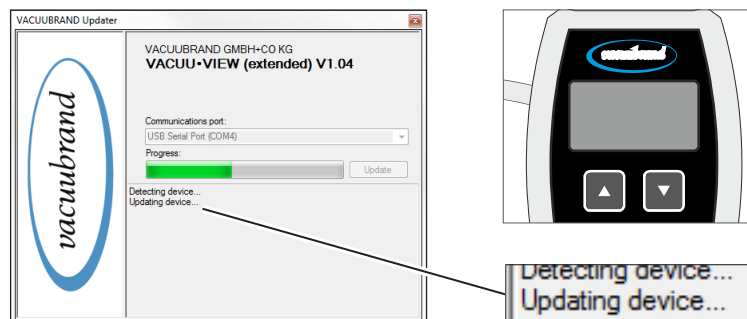 VACUUBRAND Updater
vacuubrand
VACUUBRAND GMBH+CO KG
VACUU•VIEW (extended) V1.04
Communications port:
USB Serial Port (COM4)
Progress:
Update
Detecting device...
Updating device...
Detecting device...
Updating device...